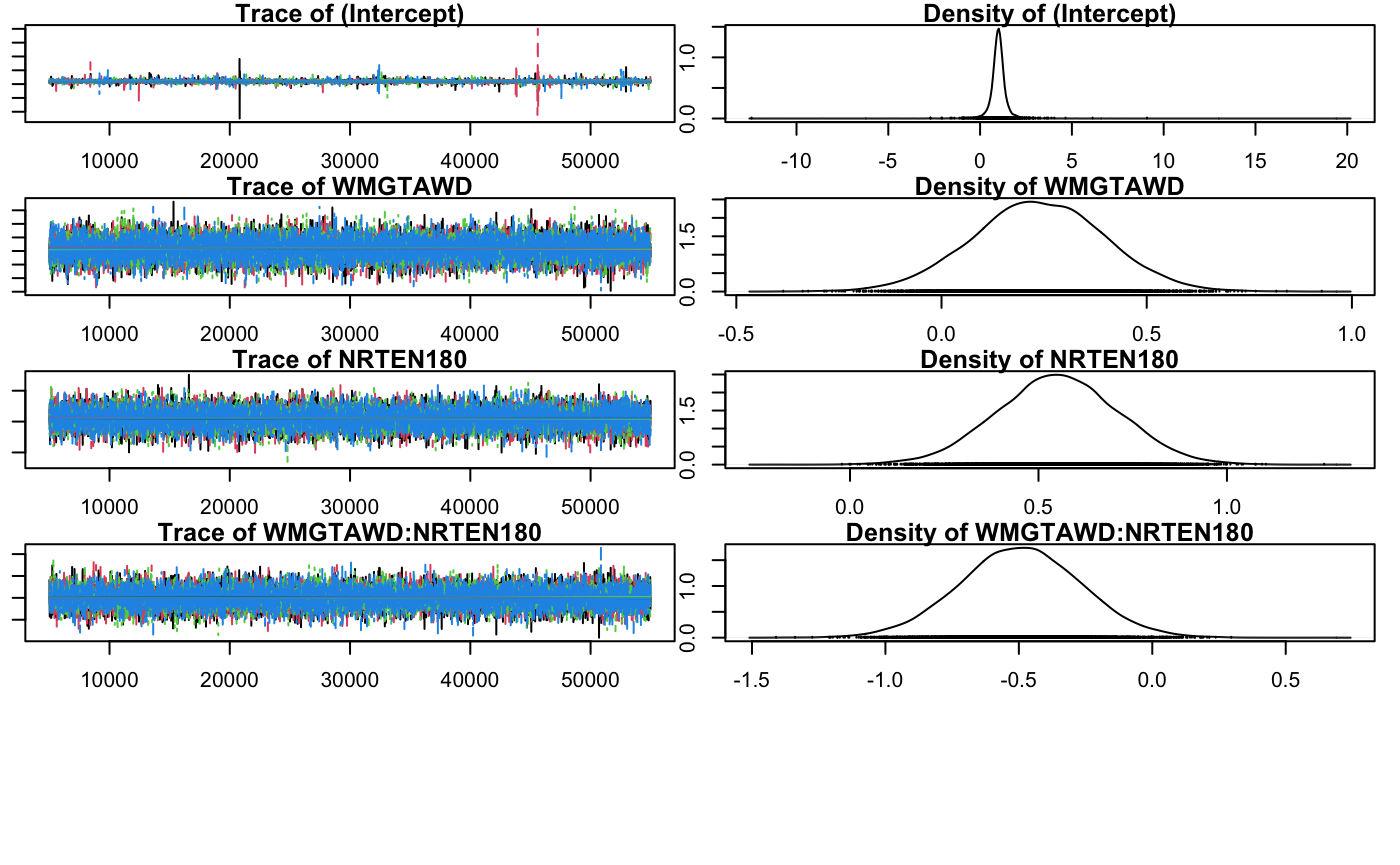 Trace of (Intercept)
Density of (Intercept)
0.0 1.0
10000 20000 30000 40000 50000
-10 -5 0 5 10 15 20
Trace of WMGTAWD
Density of WMGTAWD
0.0 1.5
10000 20000 30000 40000 50000
-0.5 0.0 0.5 1.0
Trace of NRTEN180
Density of NRTEN180
0.0 1.5
10000 20000 30000 40000 50000
0.0 0.5 1.0
Trace of WMGTAWD:NRTEN180
Density of WMGTAWD:NRTEN180
0.0 1.0
10000 20000 30000 40000 50000
-1.5 -1.0 -0.5 0.0 0.5